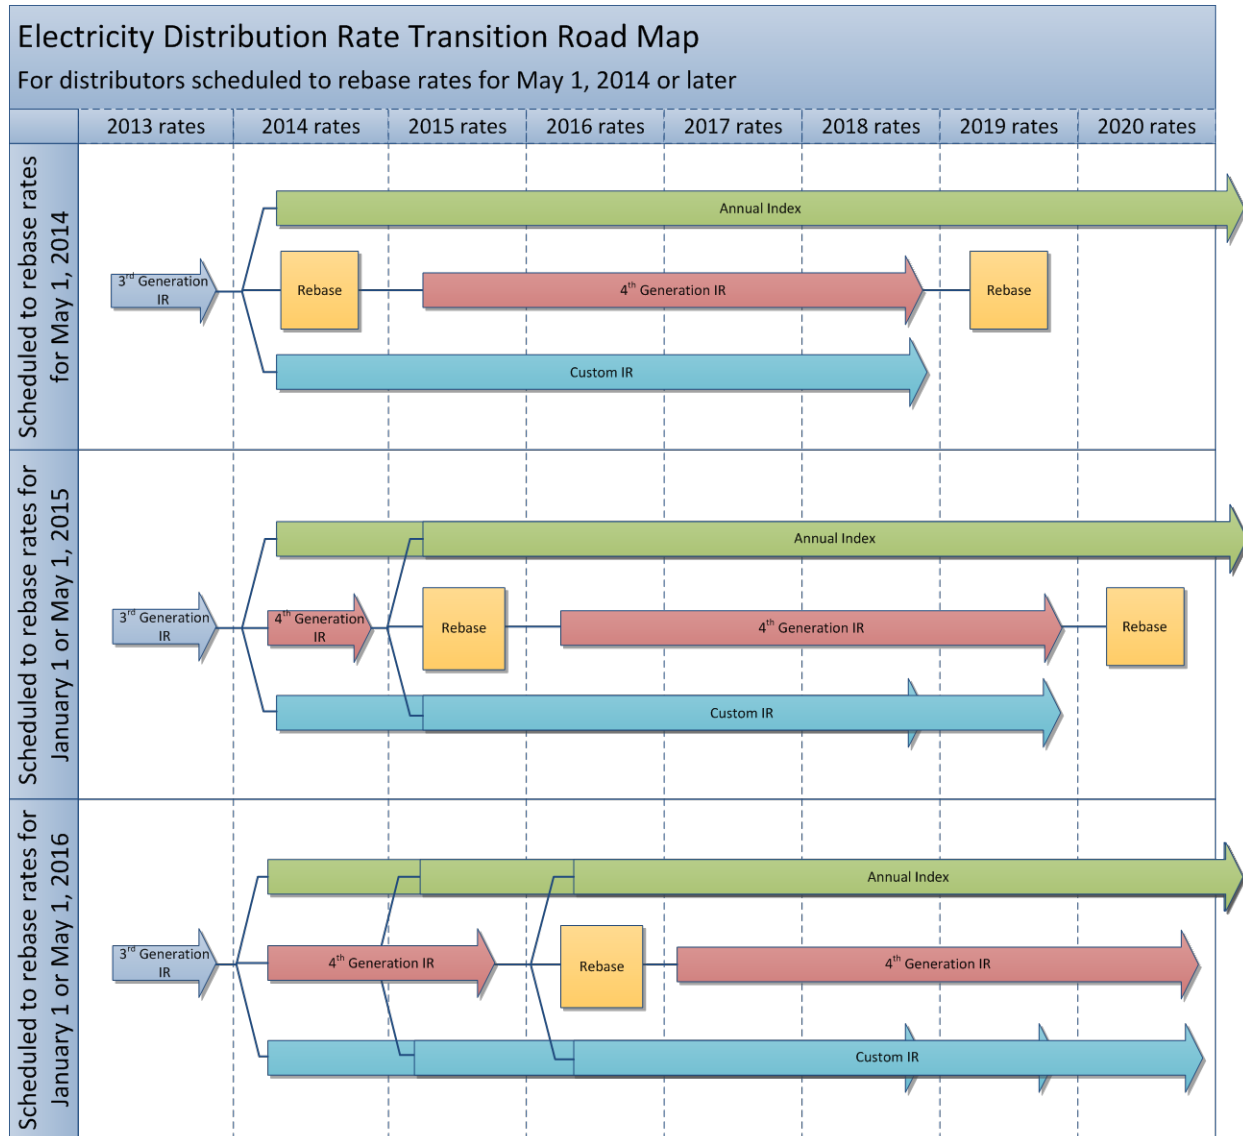 Electricity Distribution Rate Transition Road Map
For distributors scheduled to rebase rates for May 1, 2014 or later
2013 rates
2014 rates
2015 rates
2016 rates
2017 rates
2018 rates
2019 rates
2020 rates
Scheduled to rebase rates
for May 1, 2014
Annual Index
3rd Generation
IR
Rebase
4th Generation IR
Rebase
Custom IR
Scheduled to rebase rates for
January 1 or May 1, 2015
Annual Index
3rd Generation
IR
4th Generation
IR
Rebase
4th Generation IR
Rebase
Custom IR
Scheduled to rebase rates for
January 1 or May 1, 2016
Annual Index
3rd Generation
IR
4th Generation IR
Rebase
4th Generation IR
Custom IR